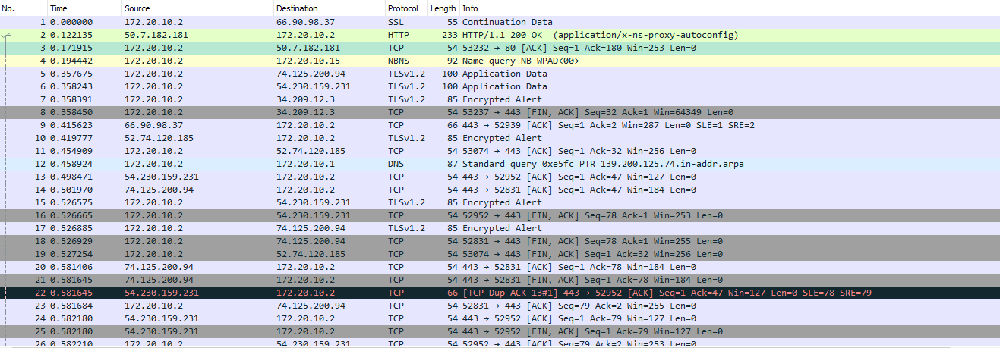 No. Time Source Destination Protocol Length Info
1 0.000000 172.20.10.2 66.90.98.37 SSL 55 Continuation Data
2 0.122135 50.7.182.181 172.20.10.2 HTTP 233 HTTP/1.1 200 OK (application/x-ns-proxy-autoconfig)
3 0.171915 172.20.10.2 50.7.182.181 TCP 54 53232 → 80 [ACK] Seq=1 Ack=180 Win=253 Len=0
4 0.194442 172.20.10.2 172.20.10.15 NBNS 92 Name query NB WPAD<00>
5 0.357675 172.20.10.2 74.125.200.94 TLSv1.2 100 Application Data
6 0.358243 172.20.10.2 54.230.159.231 TLSv1.2 100 Application Data
7 0.358391 172.20.10.2 34.209.12.3 TLSv1.2 85 Encrypted Alert
8 0.358450 172.20.10.2 34.209.12.3 TCP 54 53237 → 443 [FIN, ACK] Seq=32 Ack=1 Win=64349 Len=0
9 0.415623 66.90.98.37 172.20.10.2 TCP 66 443 → 52939 [ACK] Seq=1 Ack=2 Win=287 Len=0 SLE=1 SRE=2
10 0.419777 52.74.120.185 172.20.10.2 TLSv1.2 85 Encrypted Alert
11 0.454909 172.20.10.2 52.74.120.185 TCP 54 53074 → 443 [ACK] Seq=1 Ack=32 Win=256 Len=0
12 0.458924 172.20.10.2 172.20.10.1 DNS 87 Standard query 0xe5fc PTR 139.200.125.74.in-addr.arpa
13 0.498471 54.230.159.231 172.20.10.2 TCP 54 443 → 52952 [ACK] Seq=1 Ack=47 Win=127 Len=0
14 0.501970 74.125.200.94 172.20.10.2 TCP 54 443 → 52831 [ACK] Seq=1 Ack=47 Win=184 Len=0
15 0.526575 172.20.10.2 54.230.159.231 TLSv1.2 85 Encrypted Alert
16 0.526665 172.20.10.2 54.230.159.231 TCP 54 52952 → 443 [FIN, ACK] Seq=78 Ack=1 Win=253 Len=0
17 0.526885 172.20.10.2 74.125.200.94 TLSv1.2 85 Encrypted Alert
18 0.526929 172.20.10.2 74.125.200.94 TCP 54 52831 → 443 [FIN, ACK] Seq=78 Ack=1 Win=255 Len=0
19 0.527254 172.20.10.2 52.74.120.185 TCP 54 53074 → 443 [FIN, ACK] Seq=1 Ack=32 Win=256 Len=0
20 0.581406 74.125.200.94 172.20.10.2 TCP 54 443 → 52831 [ACK] Seq=1 Ack=78 Win=184 Len=0
21 0.581645 74.125.200.94 172.20.10.2 TCP 54 443 → 52831 [FIN, ACK] Seq=1 Ack=78 Win=184 Len=0
22 0.581645 54.230.159.231 172.20.10.2 TCP 66 [TCP Dup ACK 13#1] 443 → 52952 [ACK] Seq=1 Ack=47 Win=127 Len=0 SLE=78 SRE=79
23 0.581684 172.20.10.2 74.125.200.94 TCP 54 52831 → 443 [ACK] Seq=79 Ack=2 Win=255 Len=0
24 0.582180 54.230.159.231 172.20.10.2 TCP 54 443 → 52952 [ACK] Seq=1 Ack=79 Win=127 Len=0
25 0.582180 54.230.159.231 172.20.10.2 TCP 54 443 → 52952 [FIN, ACK] Seq=1 Ack=79 Win=127 Len=0
26 0.582210 172.20.10.2 54.230.159.231 TCP 54 52952 → 443 [ACK] Seq=79 Ack=2 Win=253 Len=0